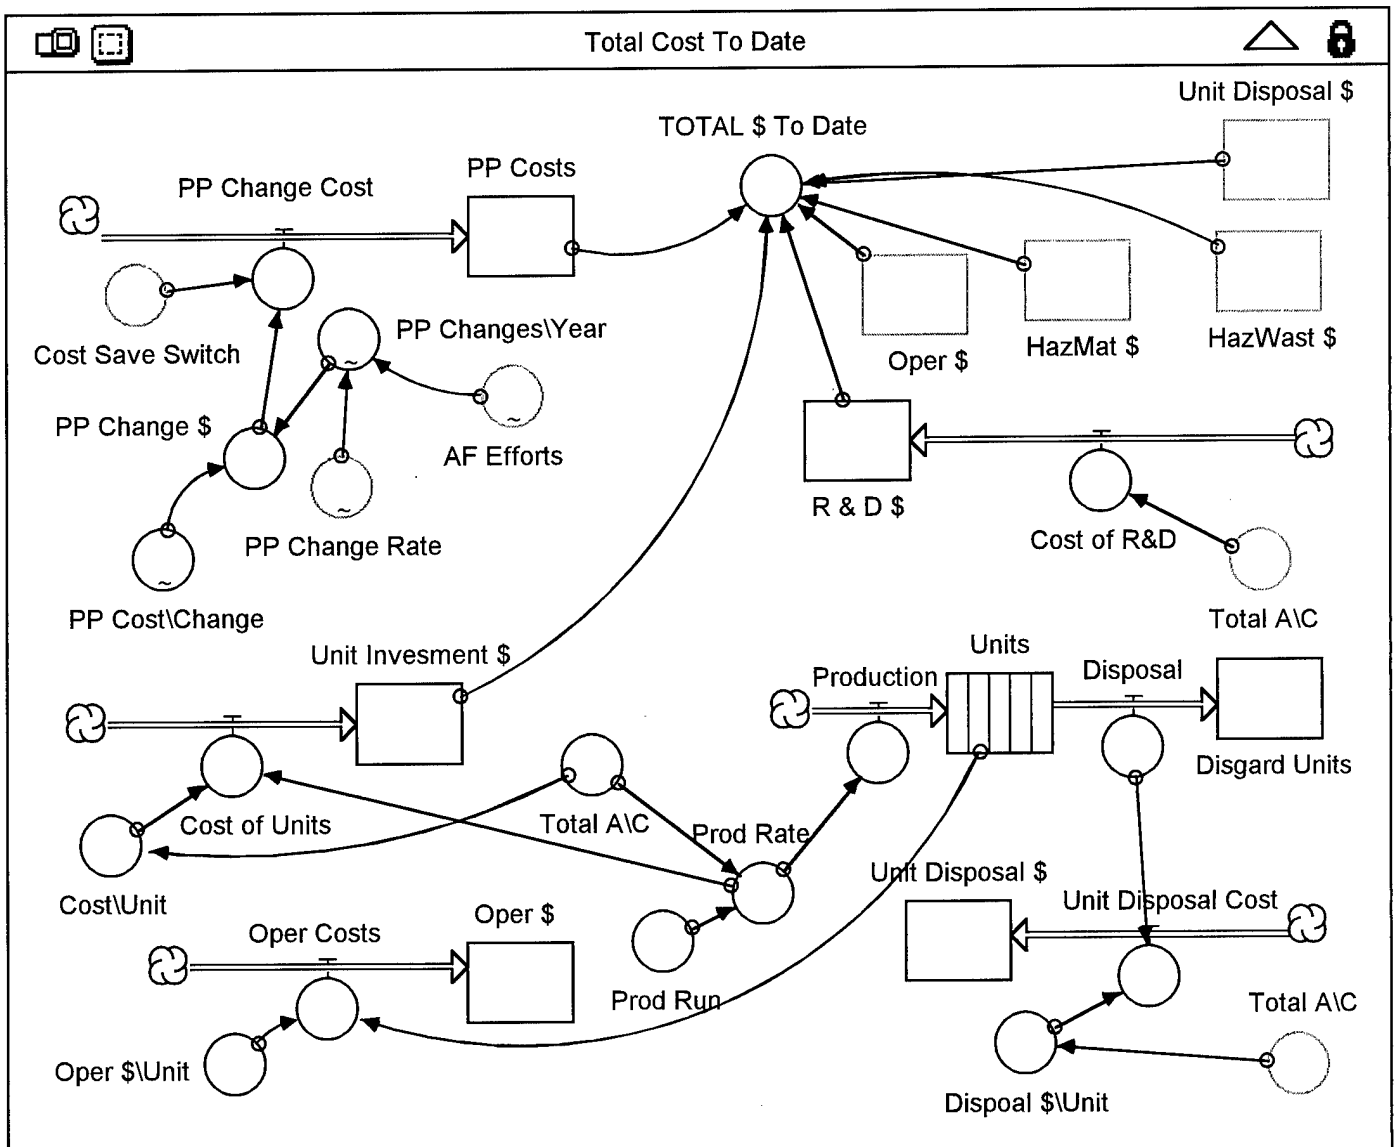 Total Cost To Date
Unit Disposal $
TOTAL $ To Date
PP Costs
PP Change Cost
PP Changes\Year
HazWast $
HazMat $
Cost Save Switch
Oper $
PP Change $
AF Efforts
R & D $
Cost of R&D
PP Change Rate
PP Cost\Change
Total A\C
Units
Unit Invesment $
Production
Disposal
Disgard Units
Cost of Units
Total A\C
Prod Rate
Unit Disposal $
Unit Disposal Cost
Cost\Unit
Oper $
Oper Costs
Prod Run
Total A\C
Oper $\Unit
Dispoal $\Unit